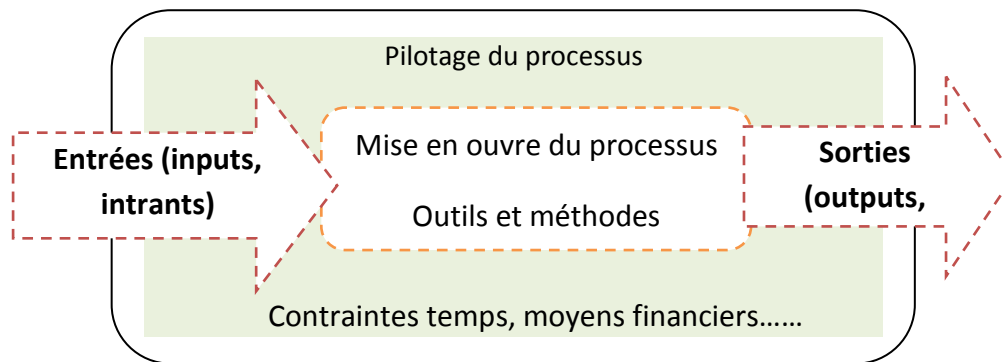 Pilotage du processus
Entrées (inputs,
intrants)
Mise en ouvre du processus
Outils et méthodes
Sorties
(outputs,
Contraintes temps, moyens financiers……